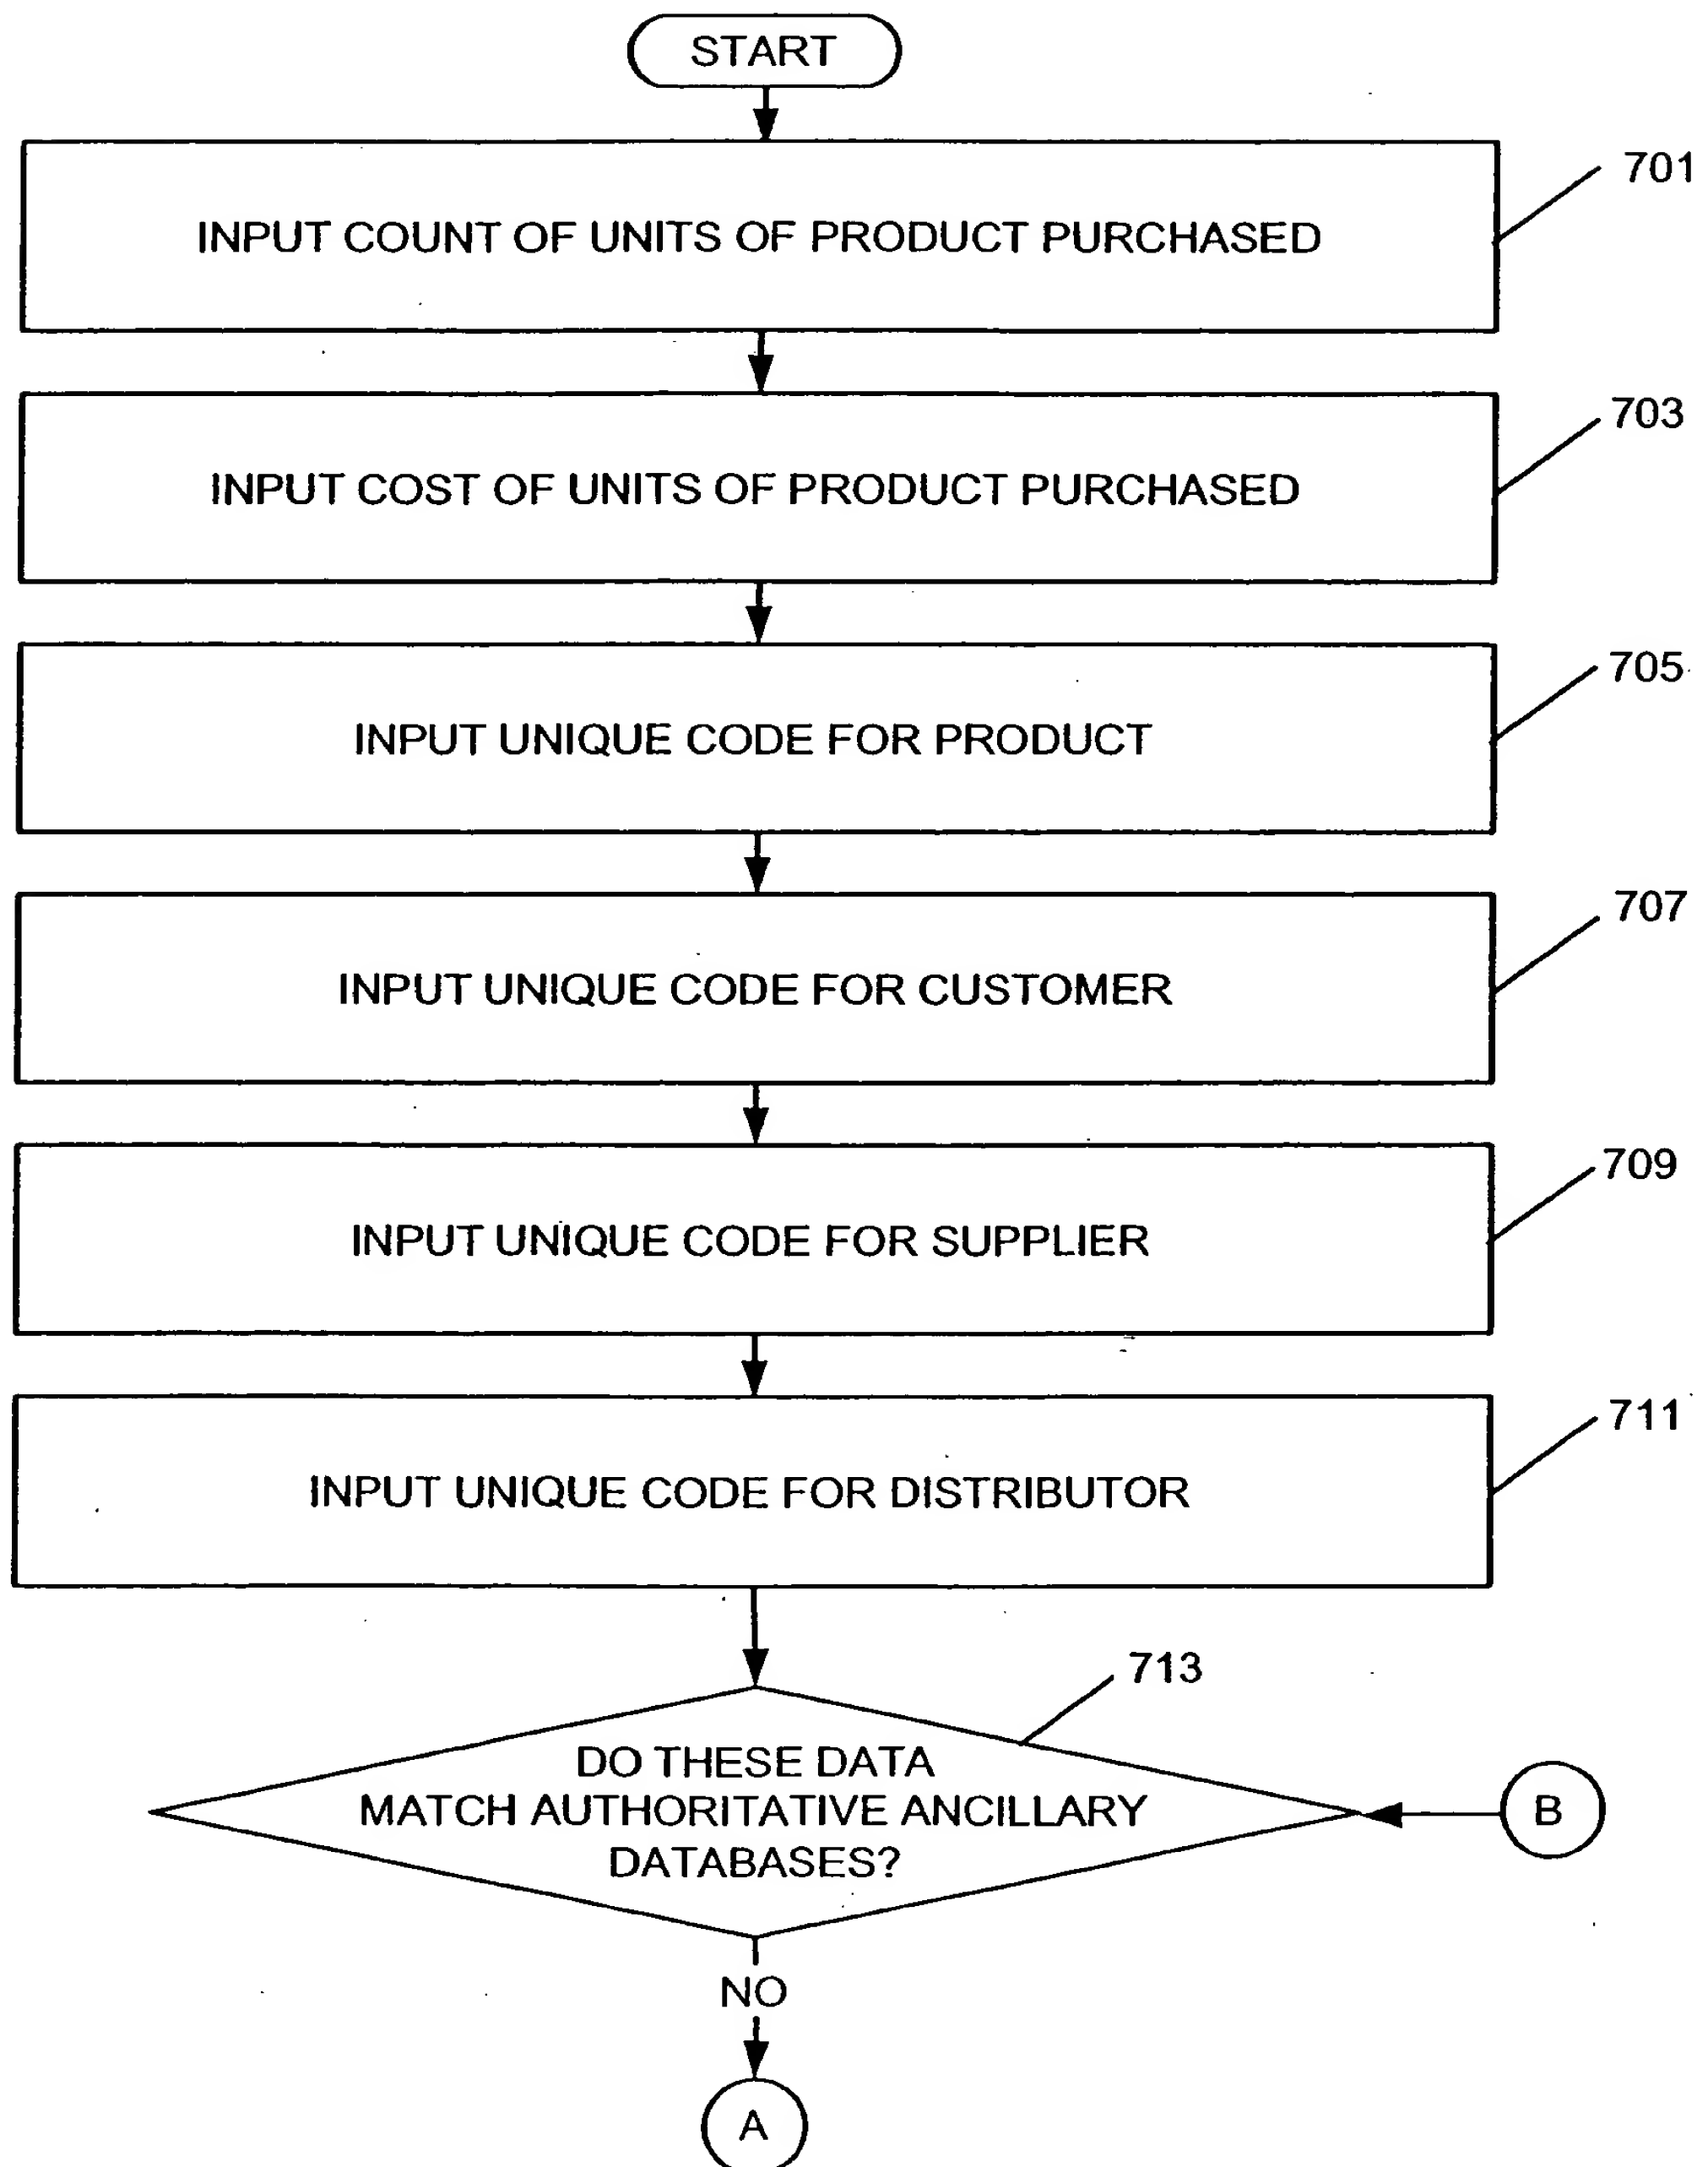 START
701
INPUT COUNT OF UNITS OF PRODUCT PURCHASED
703
INPUT COST OF UNITS OF PRODUCT PURCHASED
705
INPUT UNIQUE CODE FOR PRODUCT
707
INPUT UNIQUE CODE FOR CUSTOMER
709
INPUT UNIQUE CODE FOR SUPPLIER
711
INPUT UNIQUE CODE FOR DISTRIBUTOR
713
DO THESE DATA
MATCH AUTHORITATIVE ANCILLARY
DATABASES?
B
NO
A